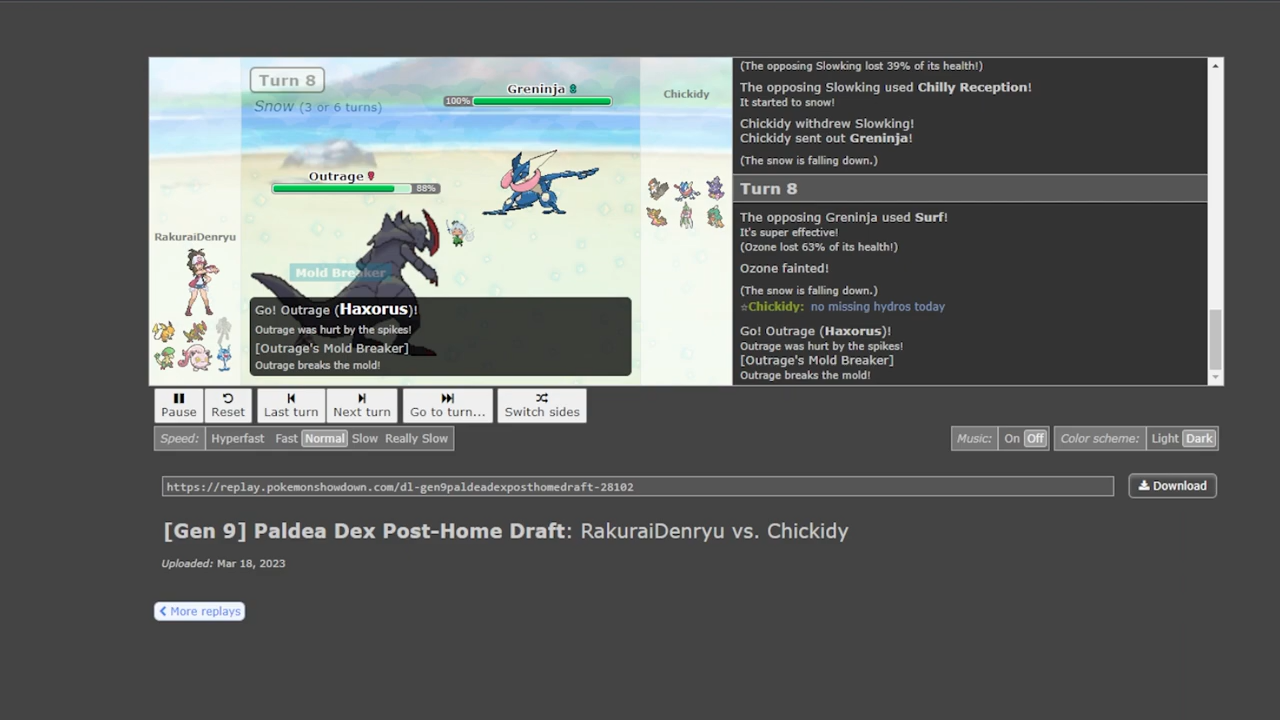 Turn 8
Snow (3 or 6 turns)
Greninja
100%
Outrage
88%
RakuraiDenryu
Chickidy
Mold Breaker
Go! Outrage (Haxorus)!
Outrage was hurt by the spikes!
[Outrage's Mold Breaker]
Outrage breaks the mold!
(The opposing Slowking lost 39% of its health!)
The opposing Slowking used Chilly Reception!
It started to snow!
Chickidy withdrew Slowking!
Chickidy sent out Greninja!
(The snow is falling down.)
Turn 8
The opposing Greninja used Surf!
It's super effective!
(Ozone lost 63% of its health!)
Ozone fainted!
(The snow is falling down.)
☆Chickidy: no missing hydros today
Go! Outrage (Haxorus)!
Outrage was hurt by the spikes!
[Outrage's Mold Breaker]
Outrage breaks the mold!
Pause Reset Last turn Next turn Go to turn... Switch sides
Speed: Hyperfast Fast Normal Slow Really Slow
Music: On Off Color scheme: Light Dark
https://replay.pokemonshowdown.com/dl-gen9paldeadexposthomedraft-28102
Download
[Gen 9] Paldea Dex Post-Home Draft: RakuraiDenryu vs. Chickidy
Uploaded: Mar 18, 2023
More replays